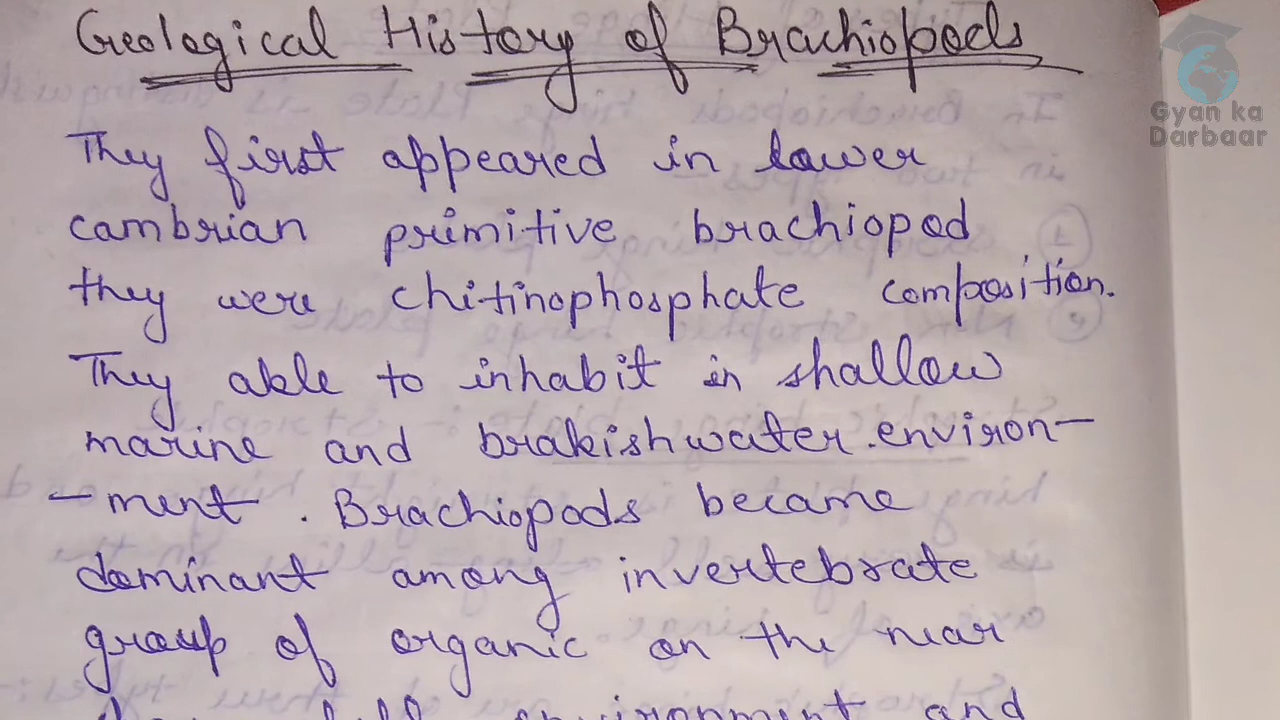 Geological History of Brachiopods
Gyan ka
Darbaar
They first appeared in lower
cambrian primitive brachiopod
they were chitinophosphate composition.
They able to inhabit in shallow
marine and brakishwater environ-
-ment. Brachiopods became
dominant among invertebrate
group of organic on the near
environment and